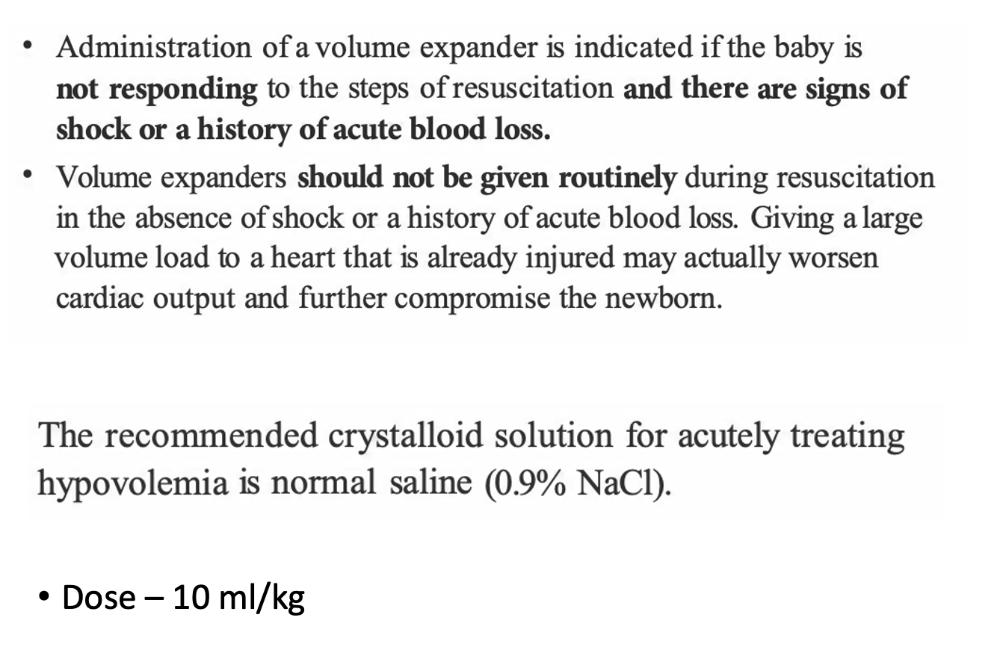 • Administration of a volume expander is indicated if the baby is
not responding to the steps of resuscitation and there are signs of
shock or a history of acute blood loss.
• Volume expanders should not be given routinely during resuscitation
in the absence of shock or a history of acute blood loss. Giving a large
volume load to a heart that is already injured may actually worsen
cardiac output and further compromise the newborn.
The recommended crystalloid solution for acutely treating
hypovolemia is normal saline (0.9% NaCl).
• Dose – 10 ml/kg